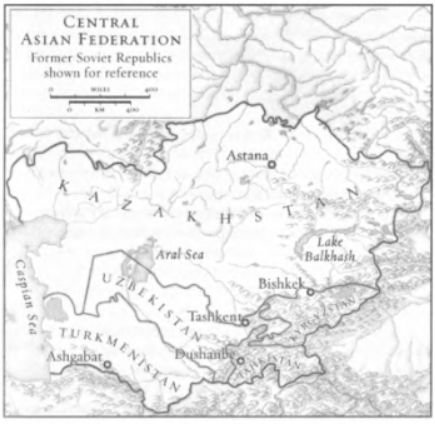 CENTRAL
ASIAN FEDERATION
Former Soviet Republics
shown for reference
0 MILES 400
0 KM 400
Astana
KAZAKHSTAN
Aral Sea
Lake
Balkhash
Caspian Sea
Bishkek
UZBEKISTAN
KYRGYZSTAN
Tashkent
TURKMENISTAN
Dushanbe
TAJIKISTAN
Ashgabat